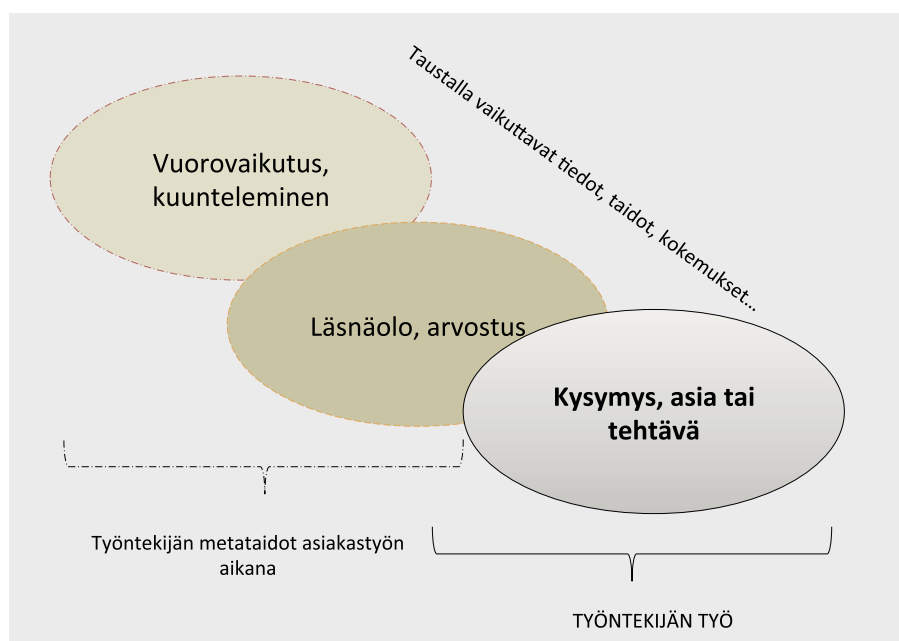 Taustalla vaikuttavat tiedot, taidot, kokemukset...
Vuorovaikutus,
kuunteleminen
Läsnäolo, arvostus
Kysymys, asia tai
tehtävä
Työntekijän metataidot asiakastyön
aikana
TYÖNTEKIJÄN TYÖ